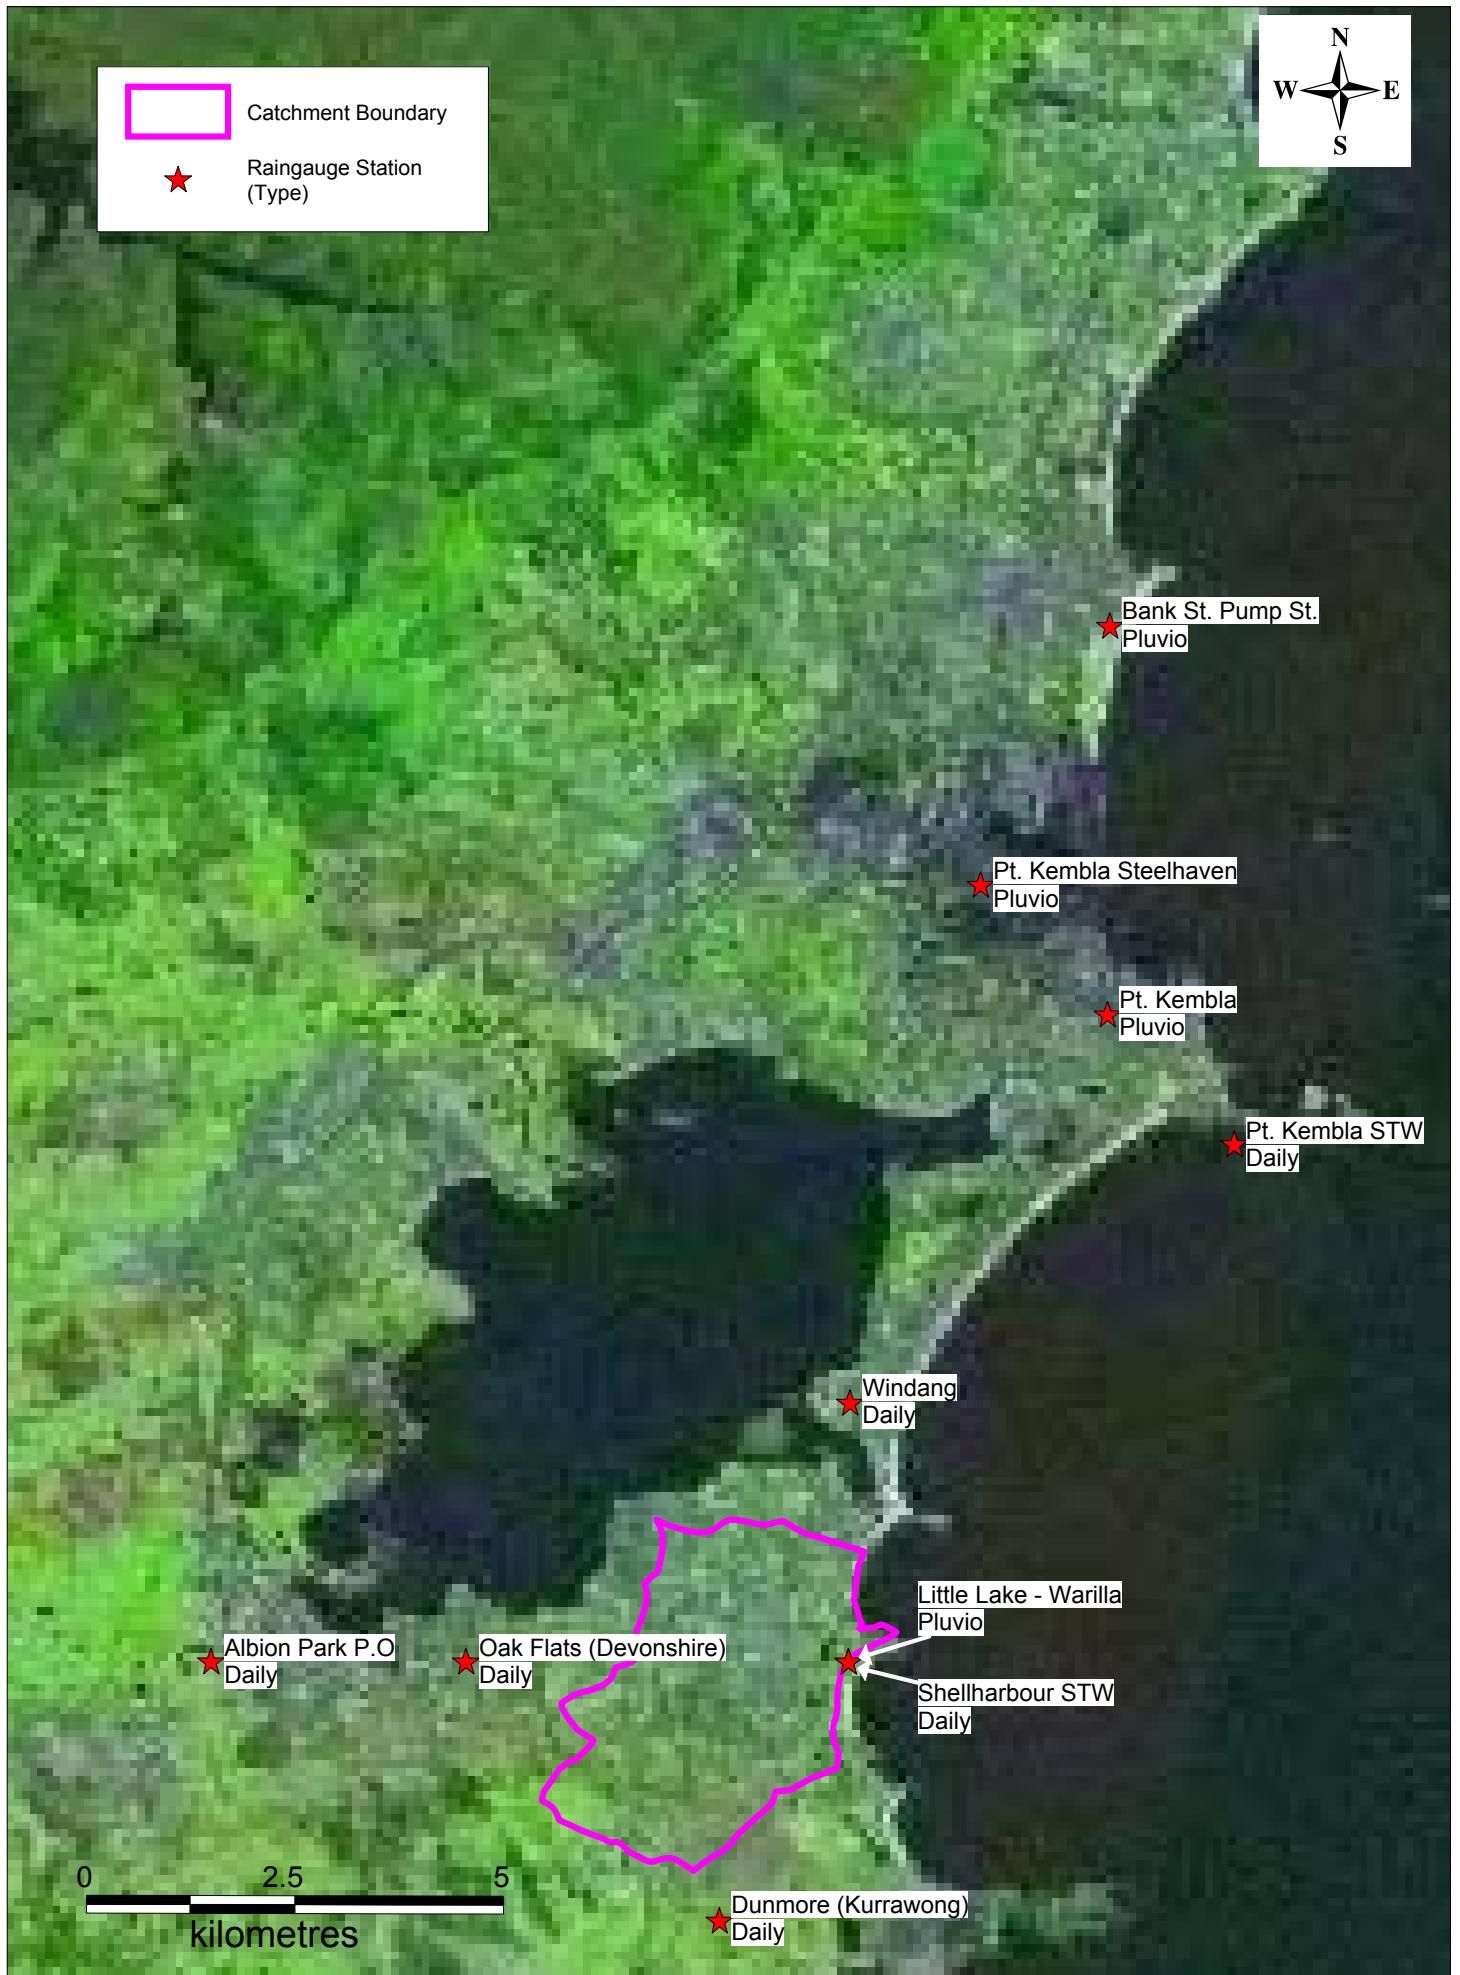 N
W E
S
Catchment Boundary
Raingauge Station
(Type)
Bank St. Pump St.
Pluvio
Pt. Kembla Steelhaven
Pluvio
Pt. Kembla
Pluvio
Pt. Kembla STW
Daily
Windang
Daily
Little Lake - Warilla
Pluvio
Albion Park P.O
Daily
Oak Flats (Devonshire)
Daily
Shellharbour STW
Daily
0 2.5 5
kilometres
Dunmore (Kurrawong)
Daily